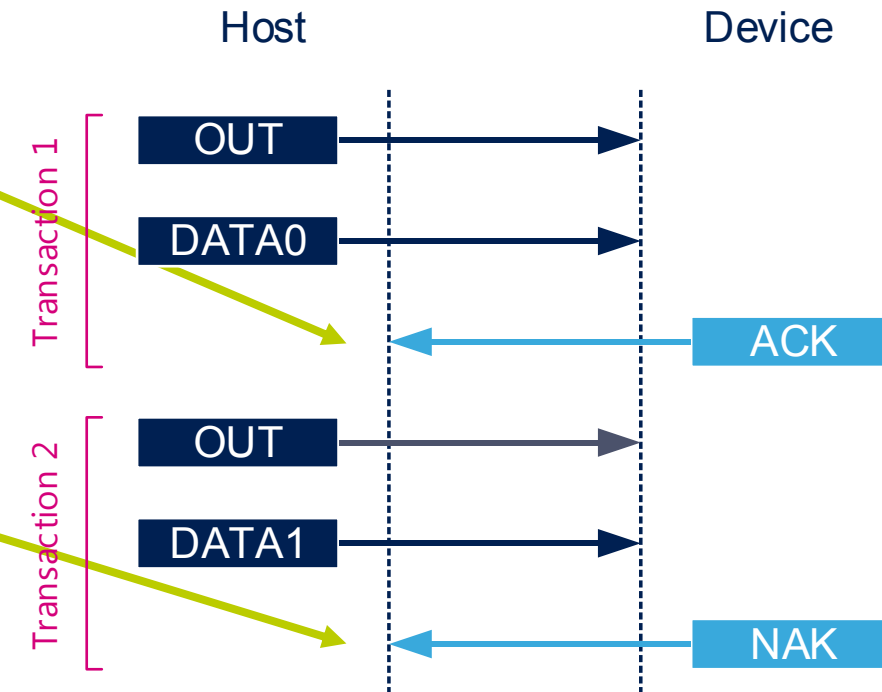 Host
Device
Transaction 1
OUT
DATA0
ACK
Transaction 2
OUT
DATA1
NAK